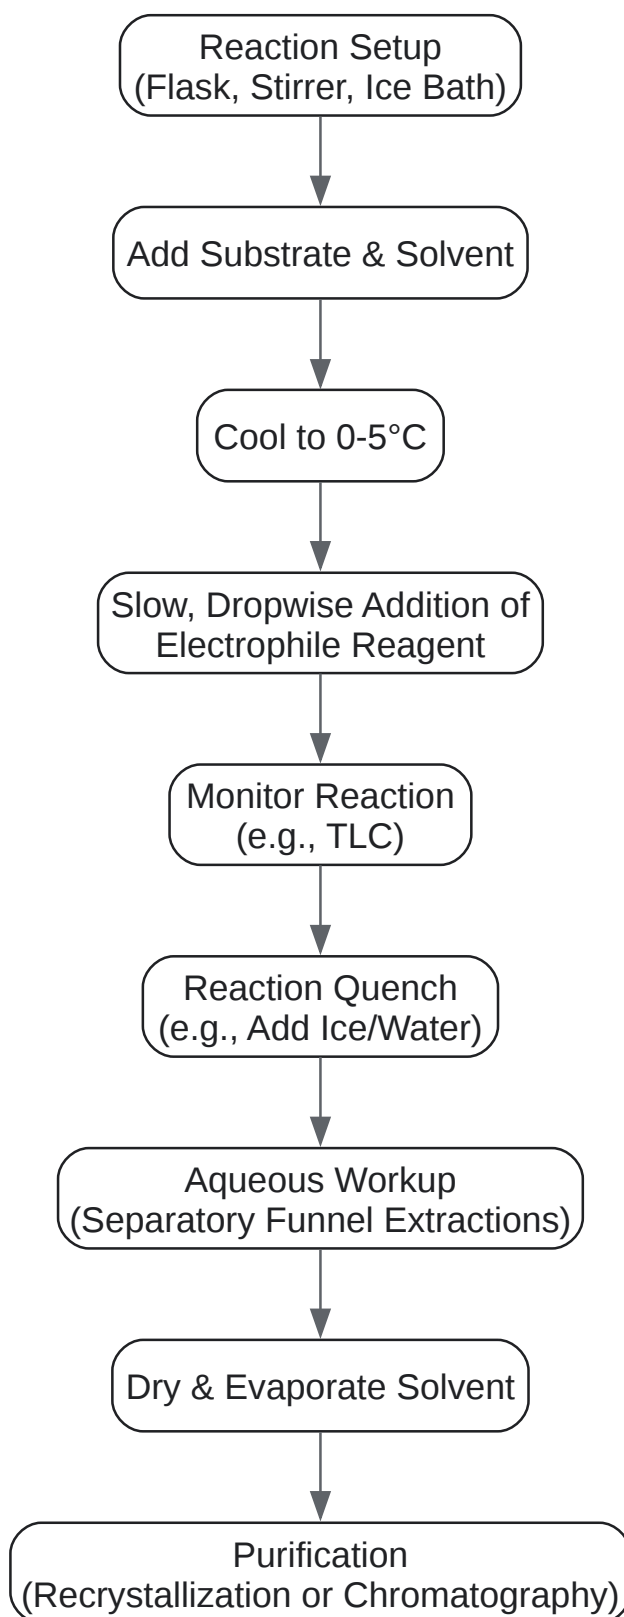 Reaction Setup
(Flask, Stirrer, Ice Bath)
Add Substrate & Solvent
Cool to 0-5°C
Slow, Dropwise Addition of
Electrophile Reagent
Monitor Reaction
(e.g., TLC)
Reaction Quench
(e.g., Add Ice/Water)
Aqueous Workup
(Separatory Funnel Extractions)
Dry & Evaporate Solvent
Purification
(Recrystallization or Chromatography)